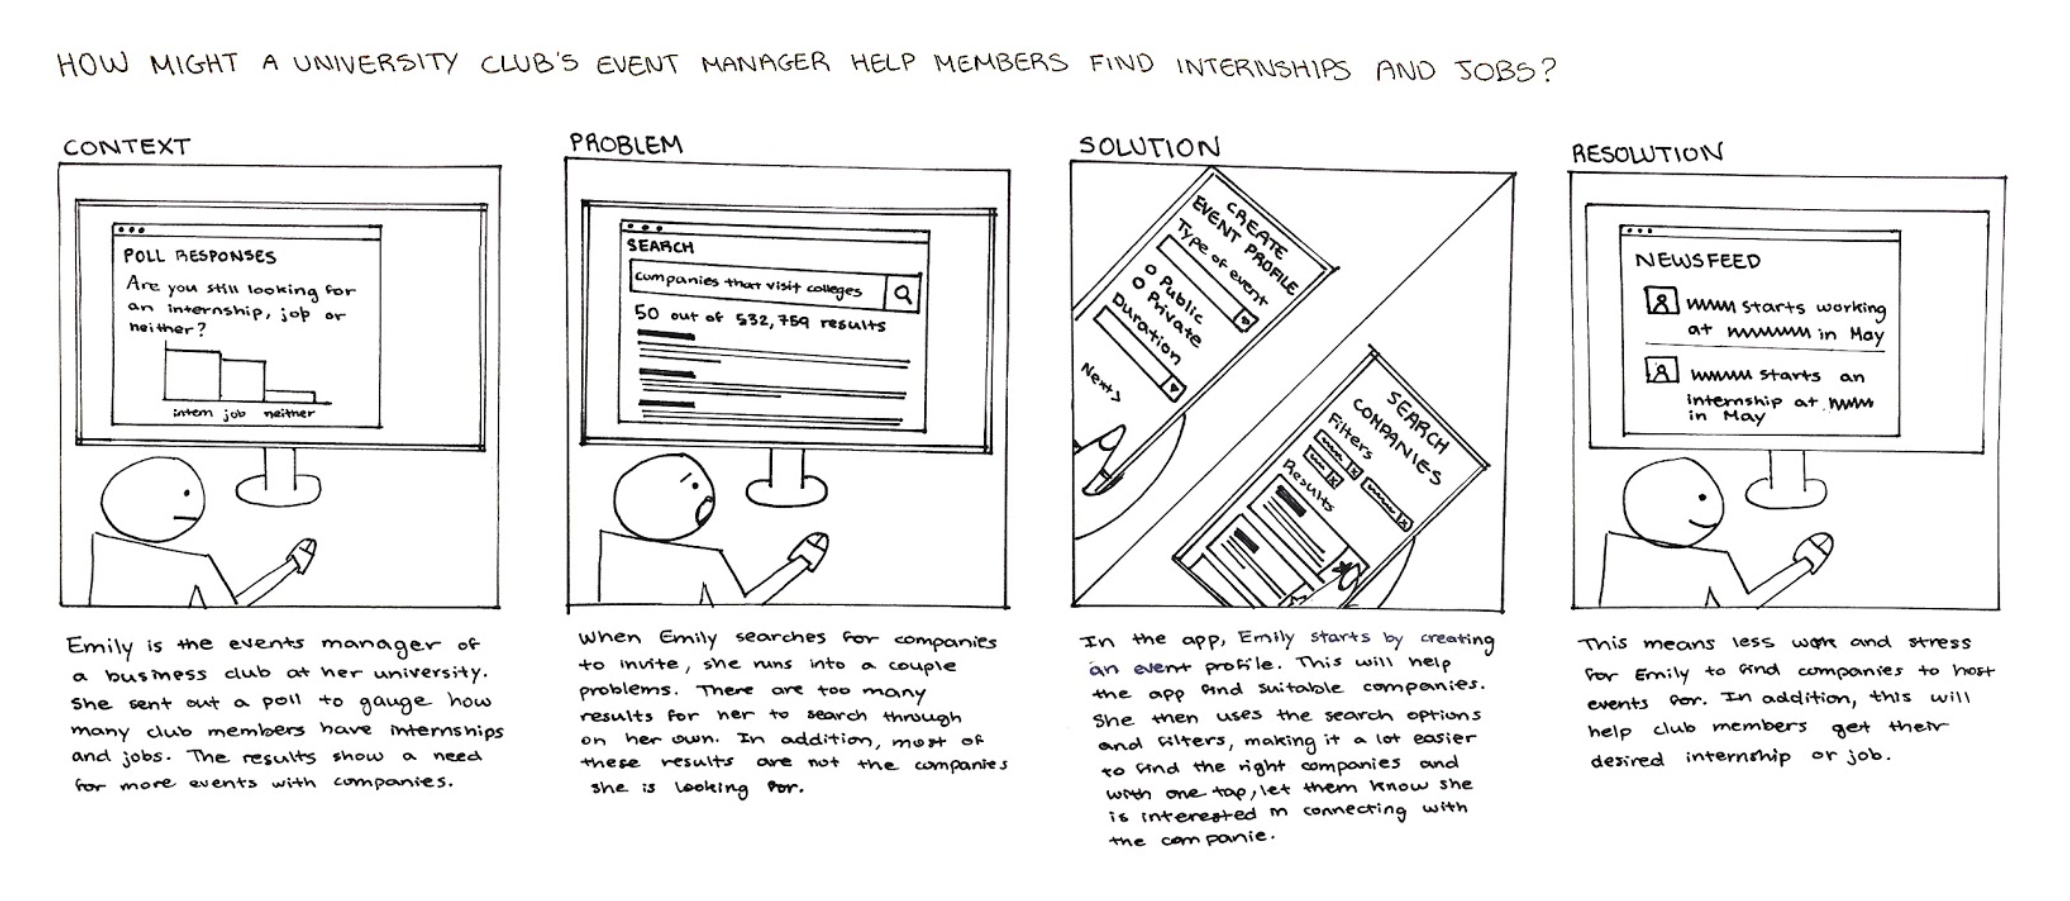 HOW MIGHT A UNIVERSITY CLUB'S EVENT MANAGER HELP MEMBERS FIND INTERNSHIPS AND JOBS?
CONTEXT
POLL RESPONSES
Are you still looking for
an internship, job or
neither?
intern job neither
Emily is the events manager of
a business club at her university.
She sent out a poll to gauge how
many club members have internships
and jobs. The results show a need
for more events with companies.
PROBLEM
SEARCH
companies that visit colleges
50 out of 532,759 results
When Emily searches for companies
to invite, she runs into a couple
problems. There are too many
results for her to search through
on her own. In addition, most of
these results are not the companies
she is looking for.
SOLUTION
CREATE
EVENT PROFILE
Type of event
Public
Private
Duration
Next>
SEARCH
COMPANIES
Filters
Results
In the app, Emily starts by creating
an event profile. This will help
the app find suitable companies.
She then uses the search options
and filters, making it a lot easier
to find the right companies and
with one tap, let them know she
is interested in connecting with
the companie.
RESOLUTION
NEWSFEED
starts working
at in May
starts an
internship at
in May
This means less work and stress
for Emily to find companies to host
events for. In addition, this will
help club members get their
desired internship or job.